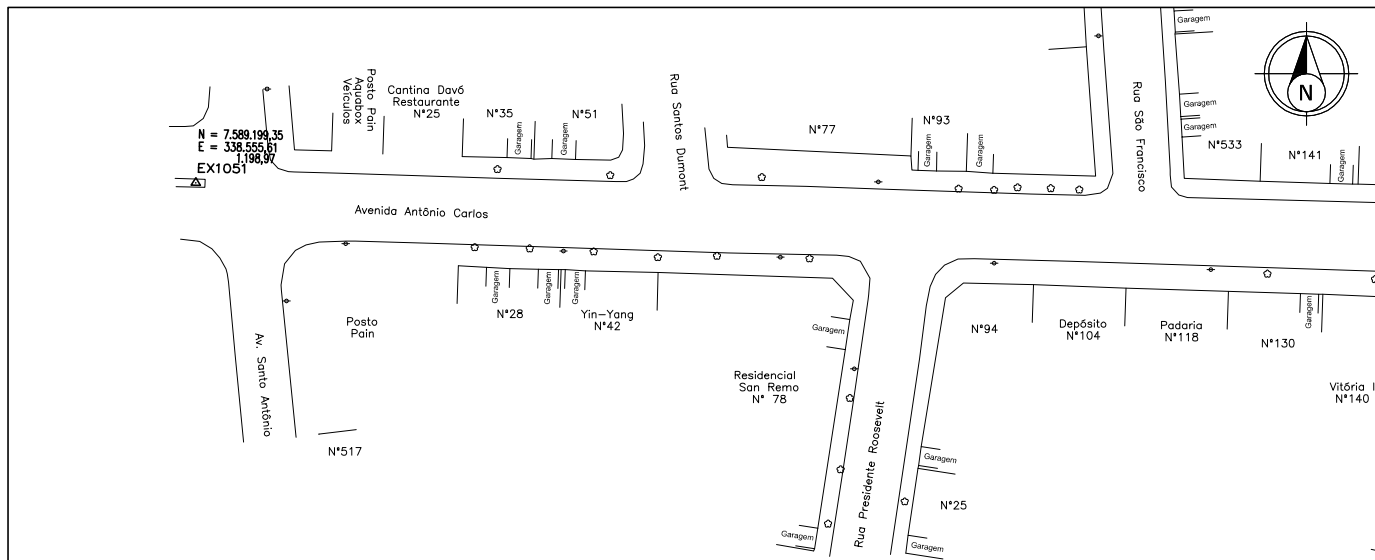 Garagem
Posto Pain
Aquabox
Veículos
Cantina Davó
Restaurante
N°25
N°35
Garagem
Garagem
N°51
Rua Santos Dumont
N°77
N°93
Garagem
Garagem
Rua São Francisco
Garagem
Garagem
N°533
N°141
Garagem
N
N = 7.589.199,35
E = 338.555,61
1.198,97
EX1051
Avenida Antônio Carlos
Garagem
Garagem
Garagem
N°28
Yin-Yang
N°42
Posto
Pain
Garagem
Av. Santo Antônio
N°517
Residencial
San Remo
N° 78
Rua Presidente Roosevelt
N°94
Depósito
N°104
Padaria
N°118
N°130
Garagem
Vitória
N°140
Garagem
N°25
Garagem
Garagem